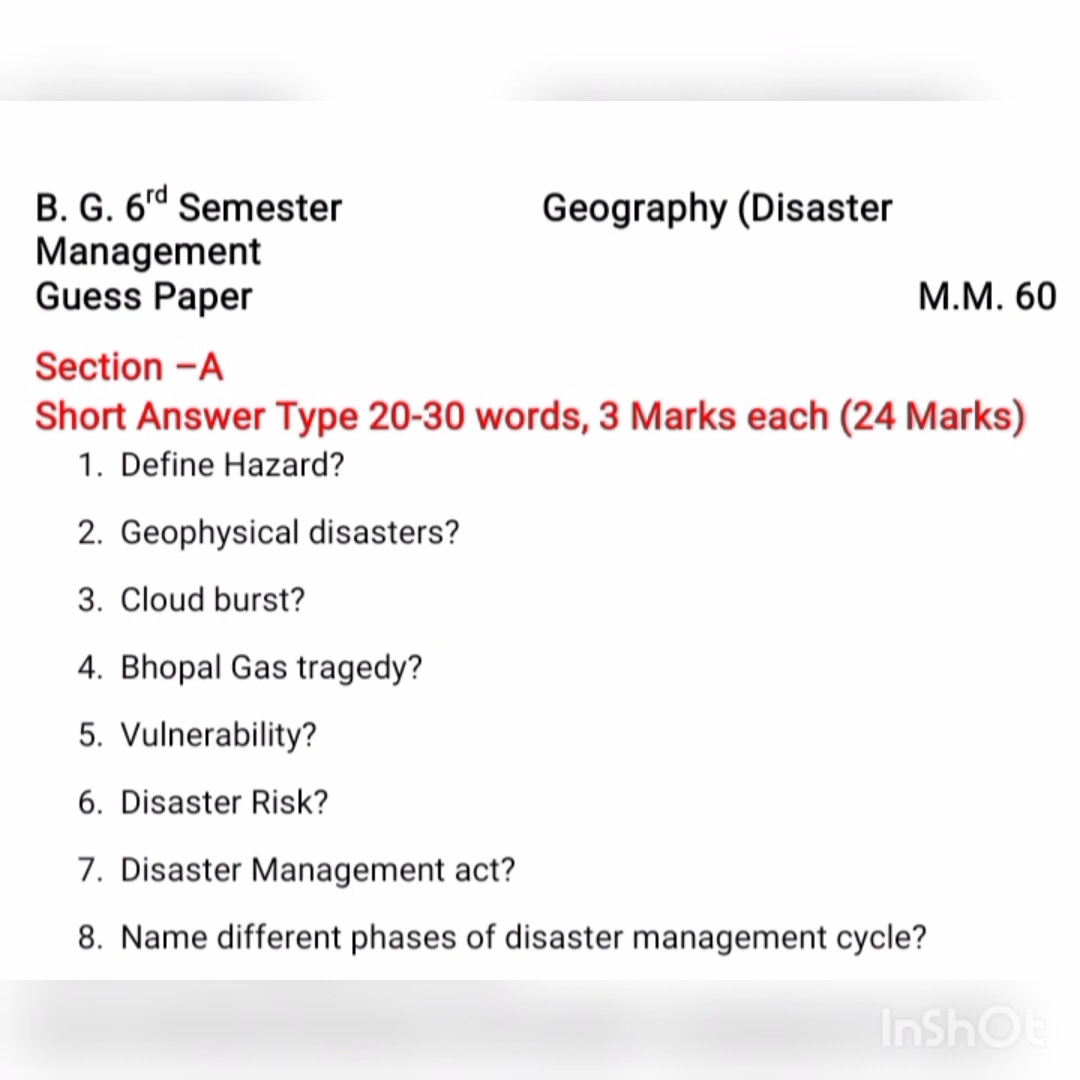 B. G. 6rd Semester Geography (Disaster
Management
Guess Paper M.M. 60
Section –A
Short Answer Type 20-30 words, 3 Marks each (24 Marks)
1. Define Hazard?
2. Geophysical disasters?
3. Cloud burst?
4. Bhopal Gas tragedy?
5. Vulnerability?
6. Disaster Risk?
7. Disaster Management act?
8. Name different phases of disaster management cycle?
InShOt